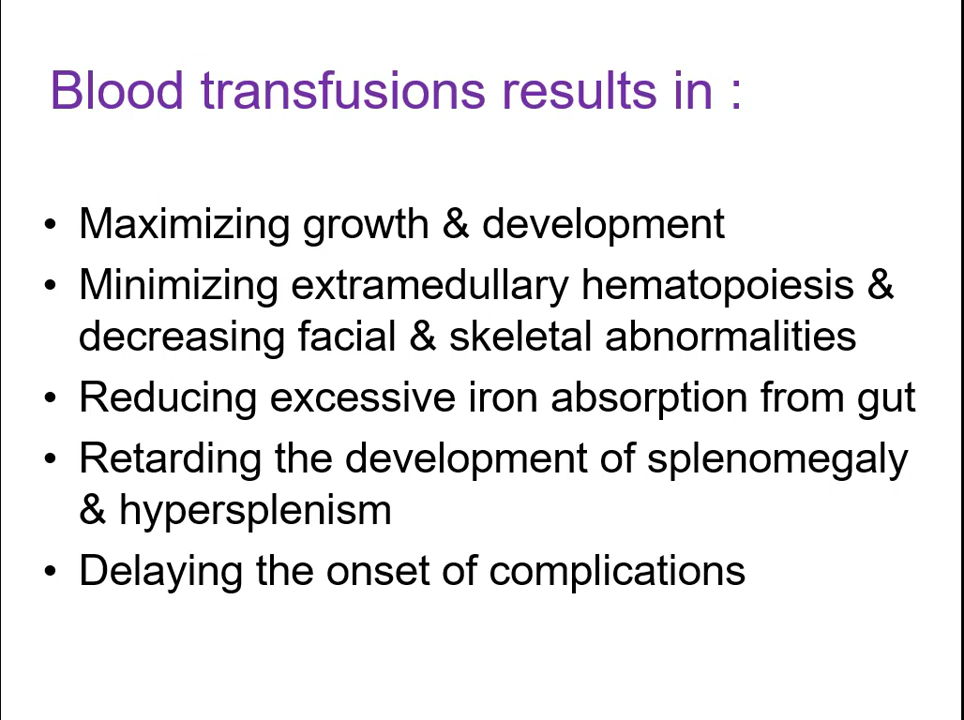 Blood transfusions results in :
• Maximizing growth & development
• Minimizing extramedullary hematopoiesis &
decreasing facial & skeletal abnormalities
• Reducing excessive iron absorption from gut
• Retarding the development of splenomegaly
& hypersplenism
• Delaying the onset of complications